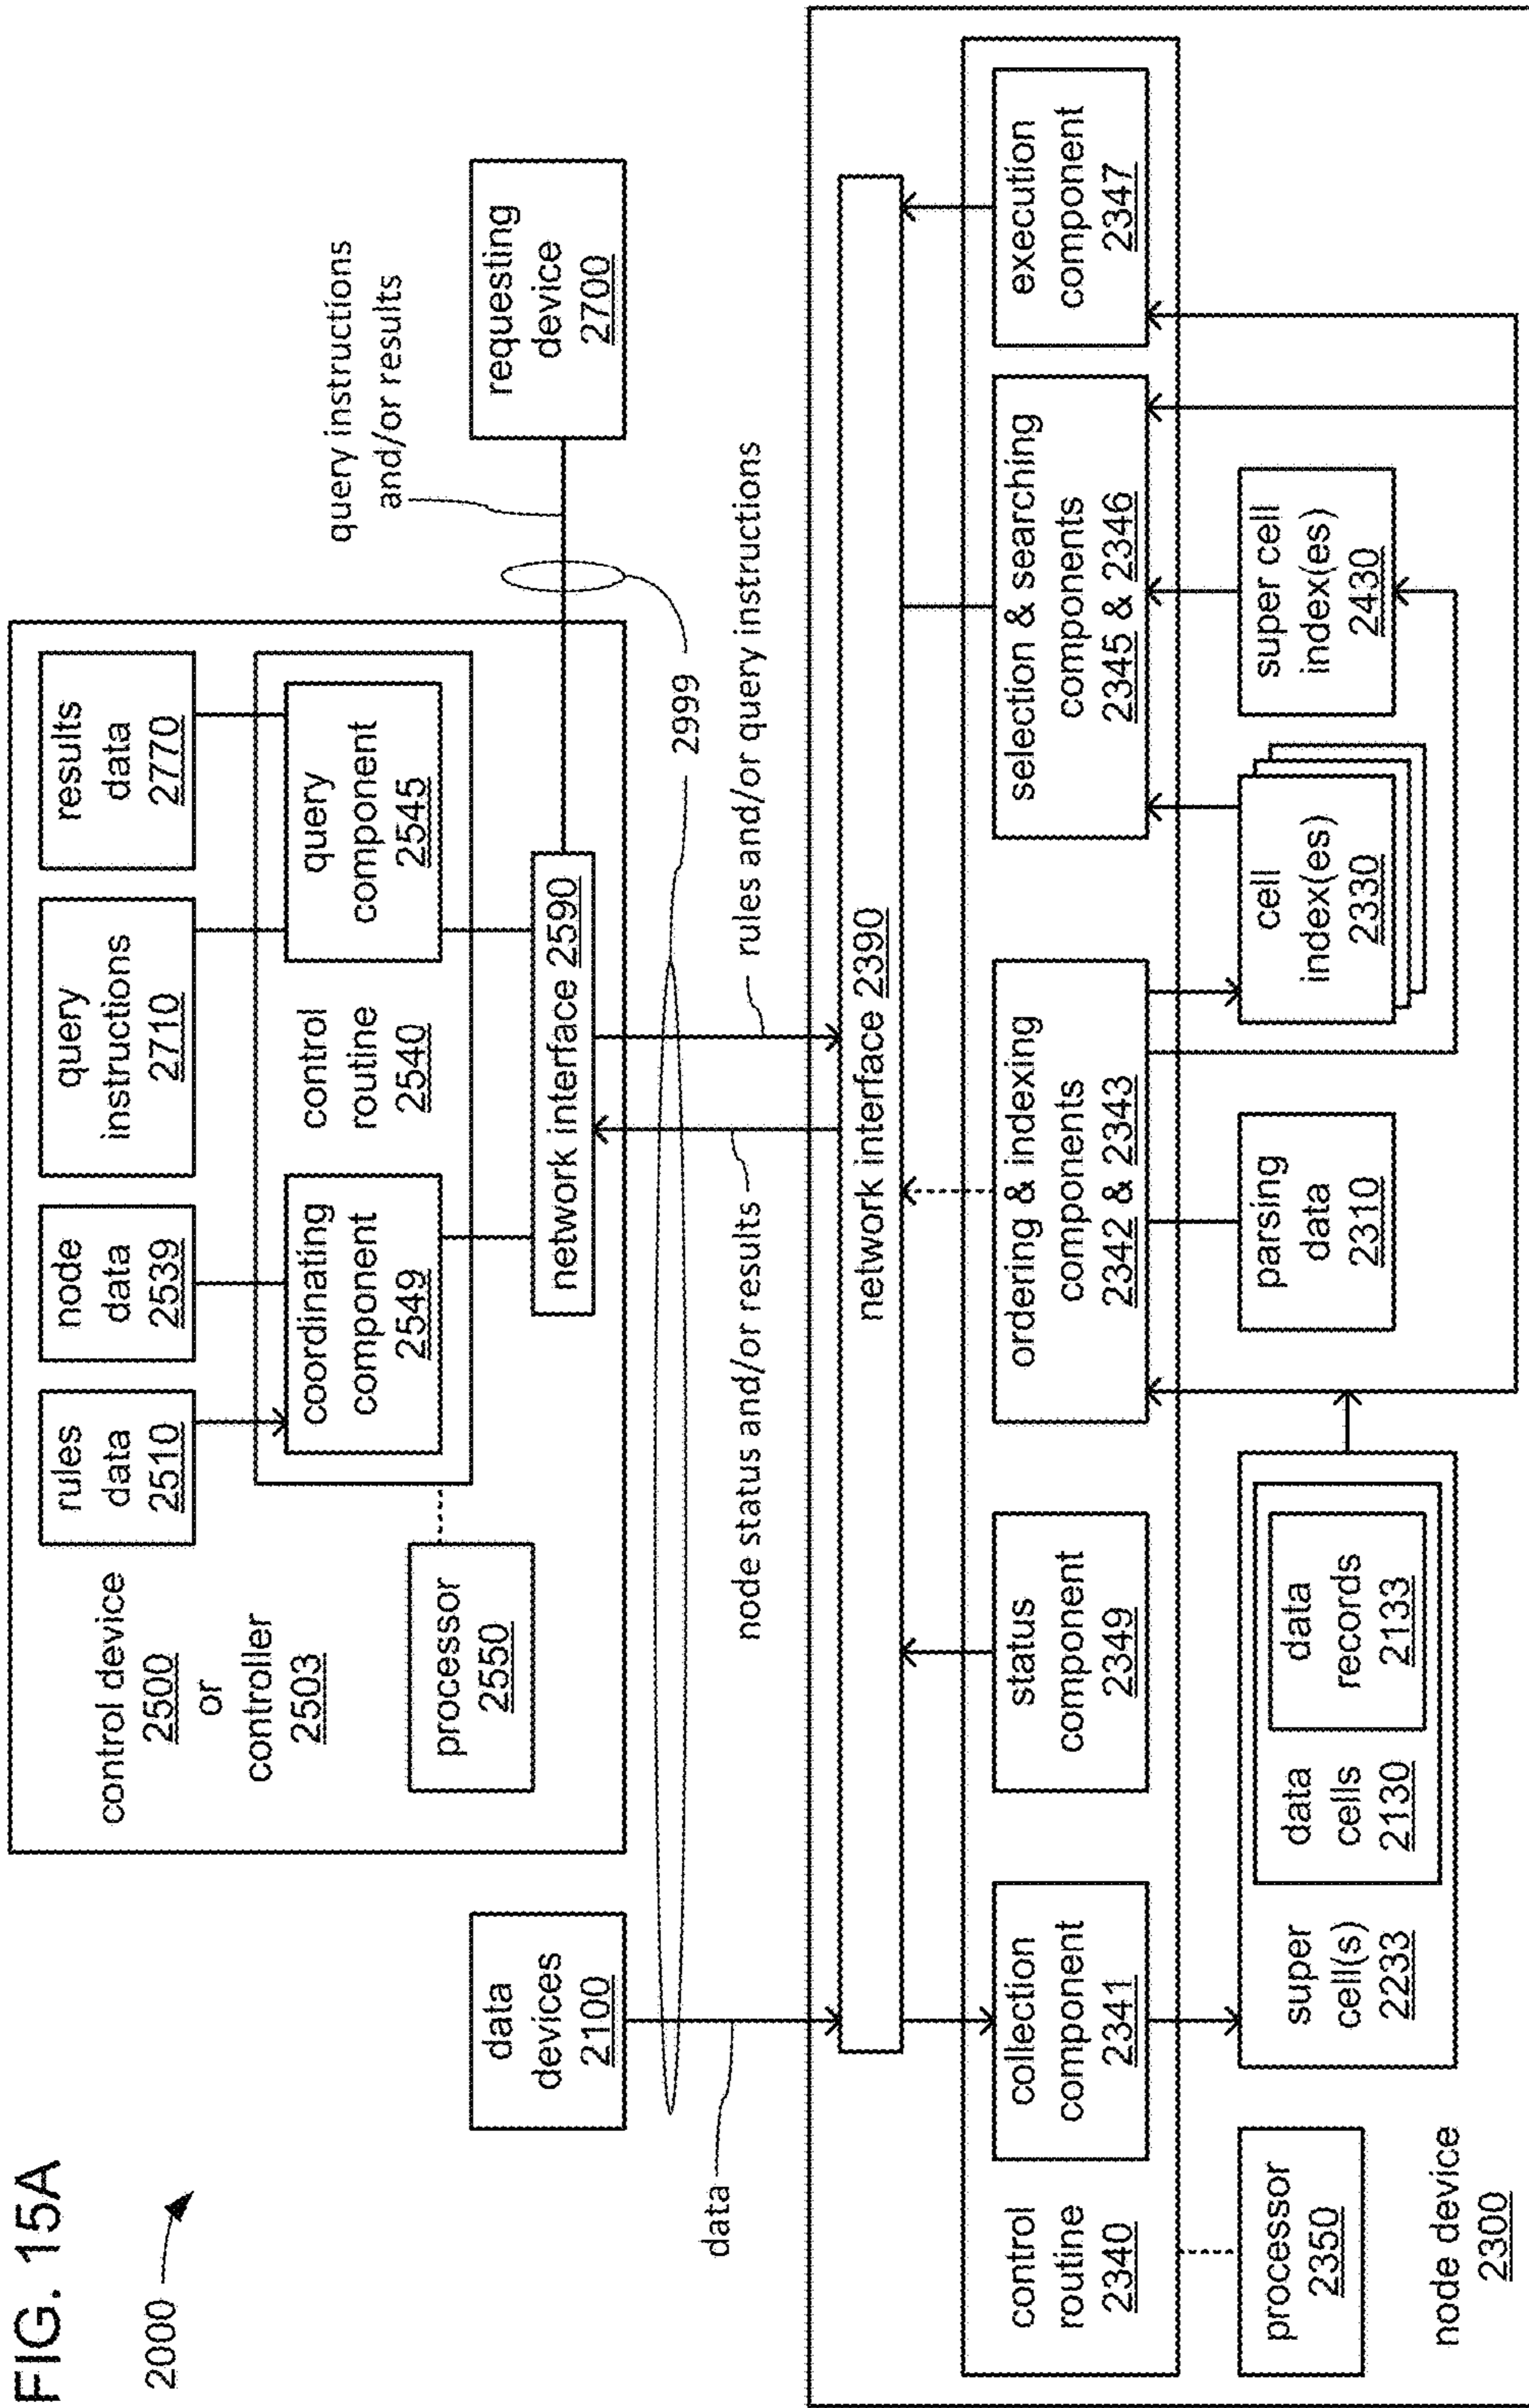 FIG. 15A
2000
control device
2500
or
controller
2503
processor
2550
rules
data
2510
node
data
2539
query
instructions
2710
results
data
2770
coordinating
component
2549
control
routine
2540
query
component
2545
network interface 2590
query instructions
and/or results
requesting
device
2700
data
devices
2100
2999
data
node status and/or results
rules and/or query instructions
network interface 2390
control
routine
2340
collection
component
2341
status
component
2349
ordering & indexing
components
2342 & 2343
selection & searching
components
2345 & 2346
execution
component
2347
processor
2350
super
cell(s)
2233
data
cells
2130
data
records
2133
parsing
data
2310
cell
index(es)
2330
super cell
index(es)
2430
node device
2300